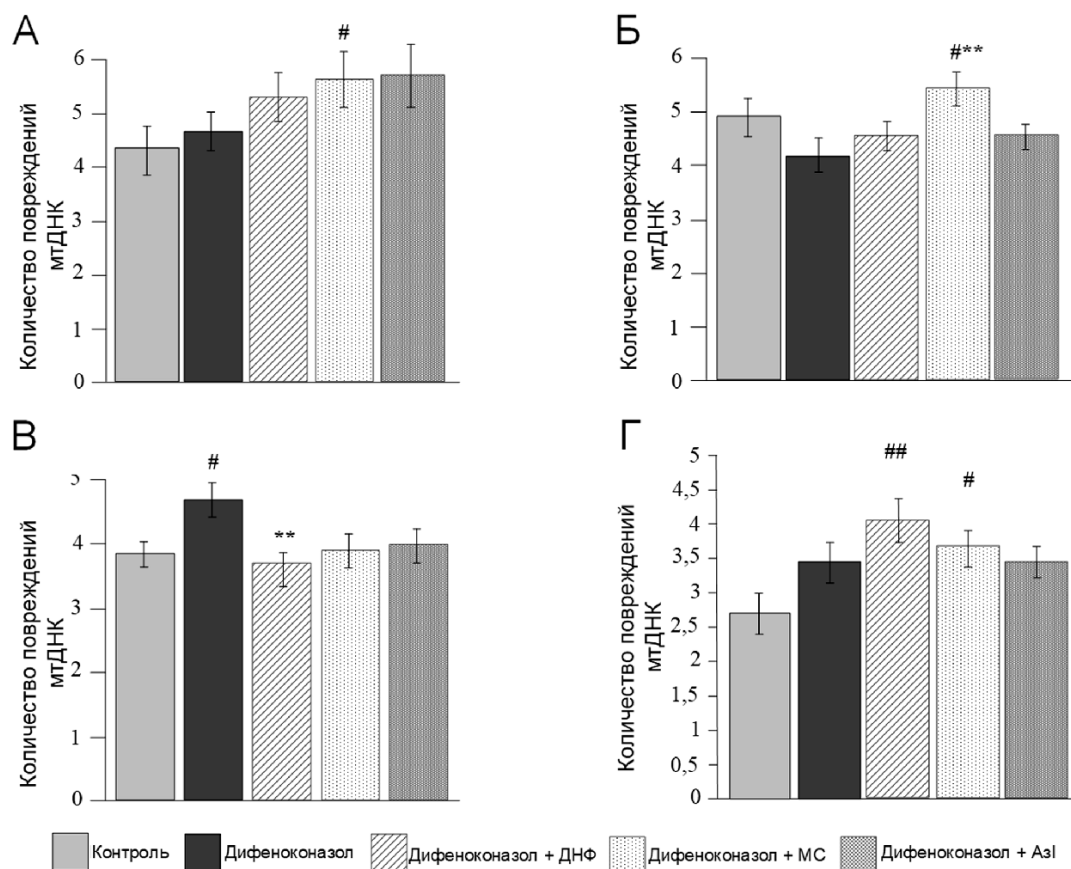 А
#
6
5
4
3
2
1
0
Количество повреждений
мтДНК
Б
#**
6
5
4
3
2
1
0
Количество повреждений
мтДНК
В
#
**
5
4
3
2
1
0
Количество повреждений
мтДНК
Г
##
#
5
4,5
4
3,5
3
2,5
2
1,5
1
0,5
0
Количество повреждений
мтДНК
Контроль Дифеноконазол Дифеноконазол + ДНФ Дифеноконазол + МС Дифеноконазол + АзI